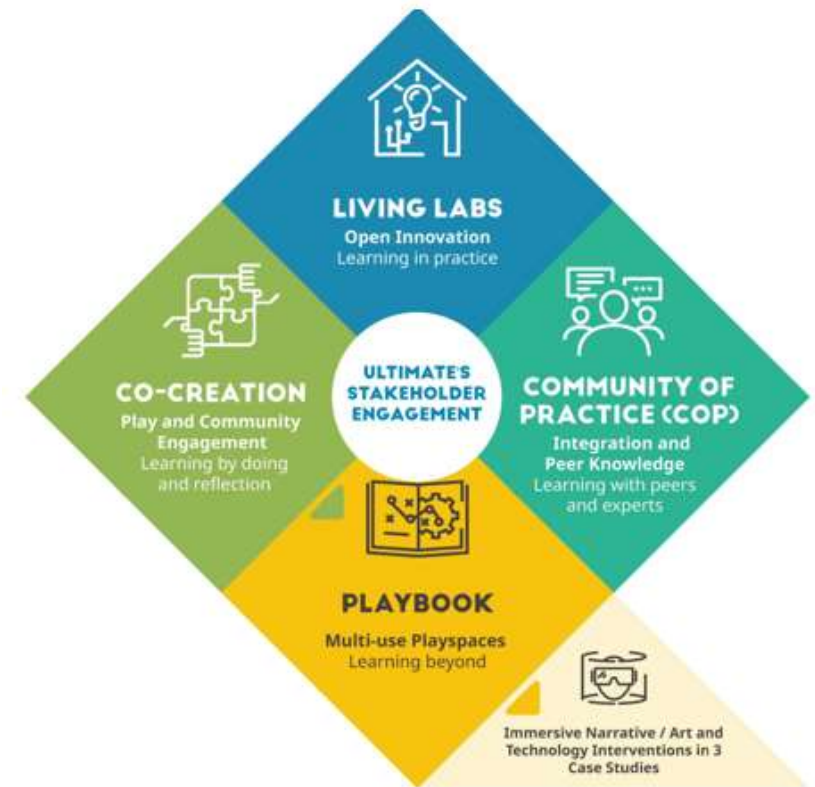 LIVING LABS
Open Innovation
Learning in practice
CO-CREATION
Play and Community
Engagement
Learning by doing
and reflection
ULTIMATE'S
STAKEHOLDER
ENGAGEMENT
COMMUNITY OF
PRACTICE (COP)
Integration and
Peer Knowledge
Learning with peers
and experts
PLAYBOOK
Multi-use Playspaces
Learning beyond
Immersive Narrative / Art and
Technology Interventions in 3
Case Studies